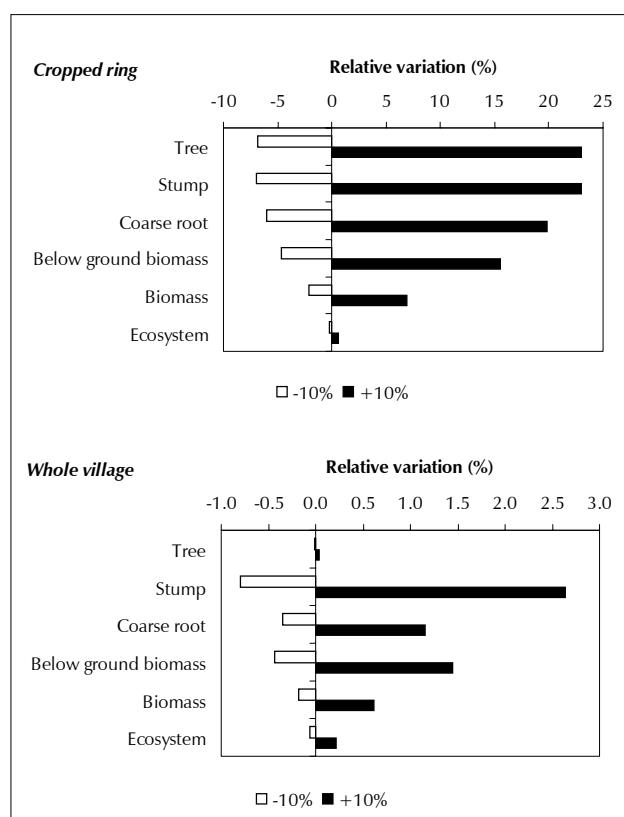 Cropped ring
Relative variation (%)
-10 -5 0 5 10 15 20 25
Tree
Stump
Coarse root
Below ground biomass
Biomass
Ecosystem
-10% +10%
Whole village
Relative variation (%)
-1.0 -0.5 0.0 0.5 1.0 1.5 2.0 2.5 3.0
Tree
Stump
Coarse root
Below ground biomass
Biomass
Ecosystem
-10% +10%